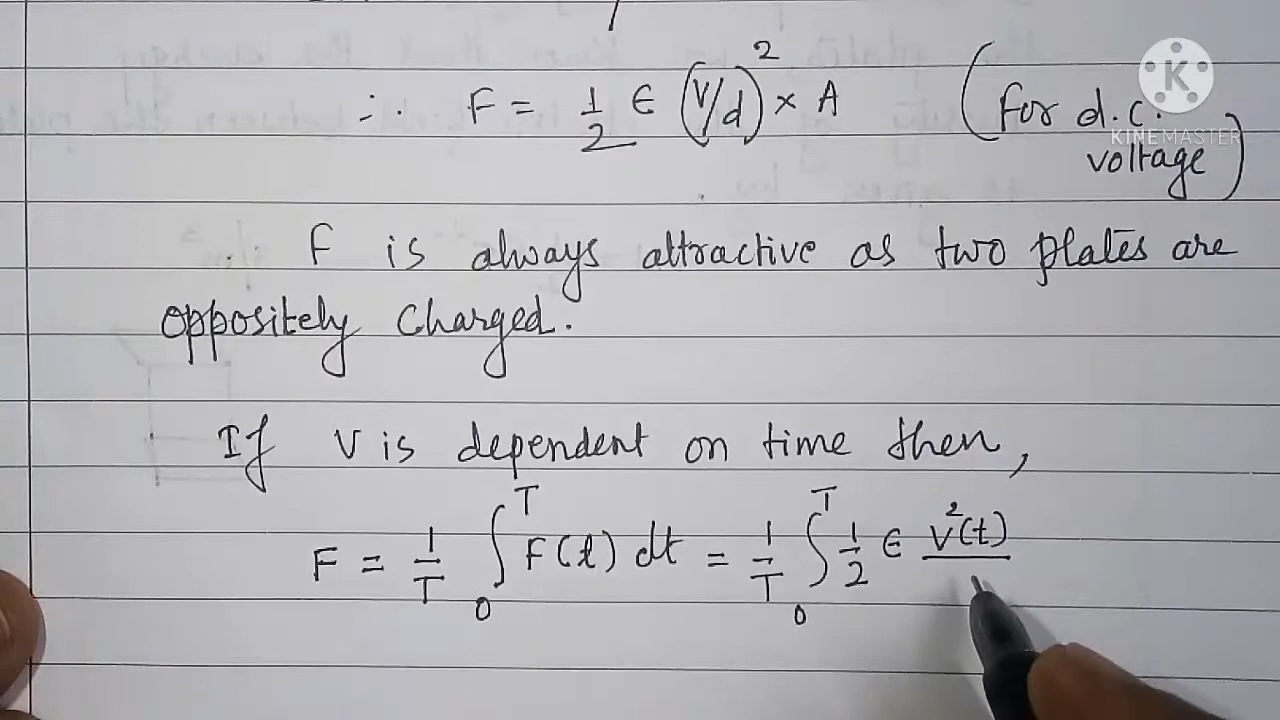 ∴ F = 1/2 ∈ (V/d)² × A (for d.c. voltage)
K
KINEMASTER
F is always attractive as two plates are
oppositely charged.
If V is dependent on time then,
F = 1/T ∫₀ᵀ F(t) dt = 1/T ∫₀ᵀ 1/2 ∈ V²(t)